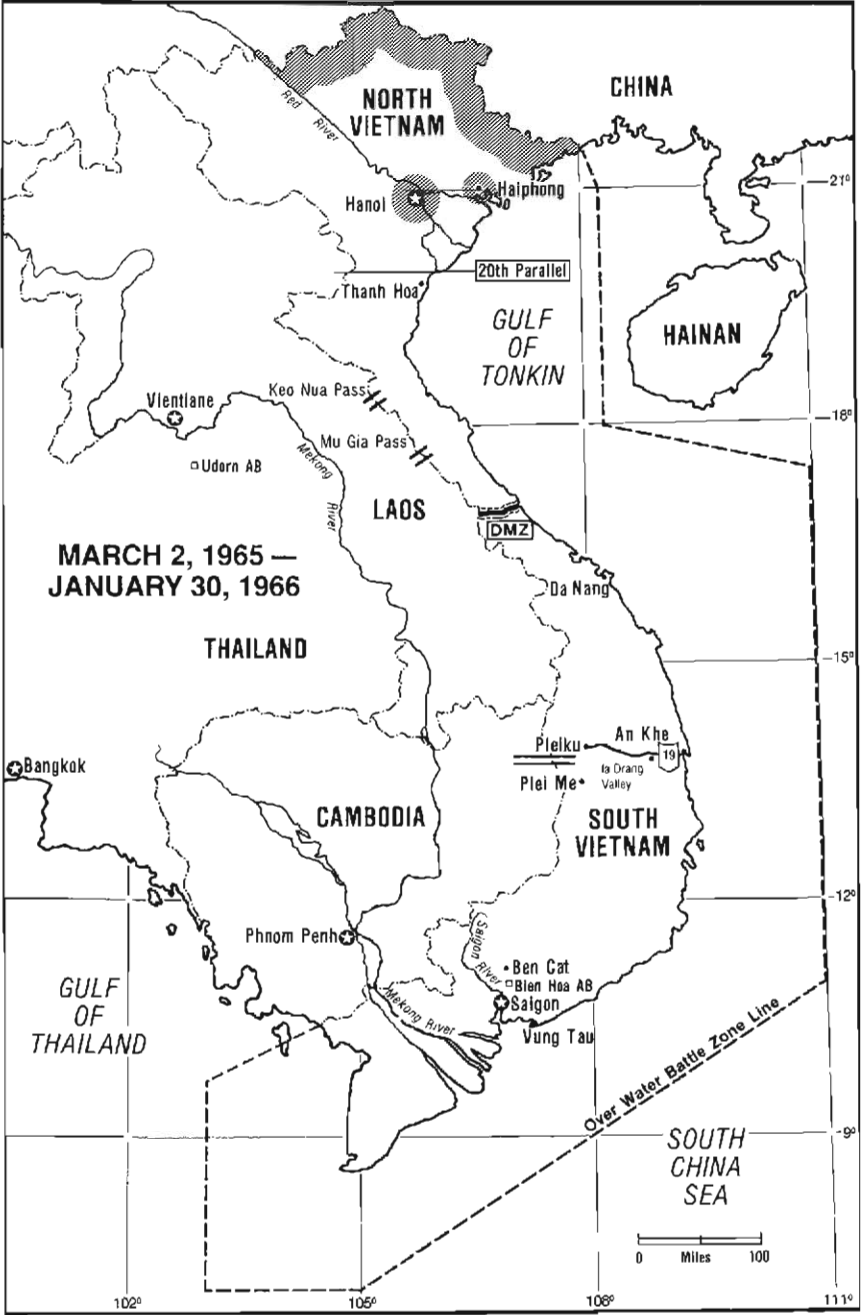 CHINA
NORTH
VIETNAM
Red River
Hanoi
Haiphong
21°
20th Parallel
Thanh Hoa
GULF
OF
TONKIN
HAINAN
Keo Nua Pass
Vientiane
18°
Mu Gia Pass
Udorn AB
Mekong River
LAOS
DMZ
MARCH 2, 1965 —
JANUARY 30, 1966
Da Nang
THAILAND
15°
An Khe
Pleiku
19
Ia Drang
Valley
Plei Me
Bangkok
CAMBODIA
SOUTH
VIETNAM
12°
Phnom Penh
Saigon River
Ben Cat
Bien Hoa AB
Saigon
GULF
OF
THAILAND
Mekong River
Vung Tau
Over Water Battle Zone Line
9°
SOUTH
CHINA
SEA
0 Miles 100
102° 105° 108° 111°